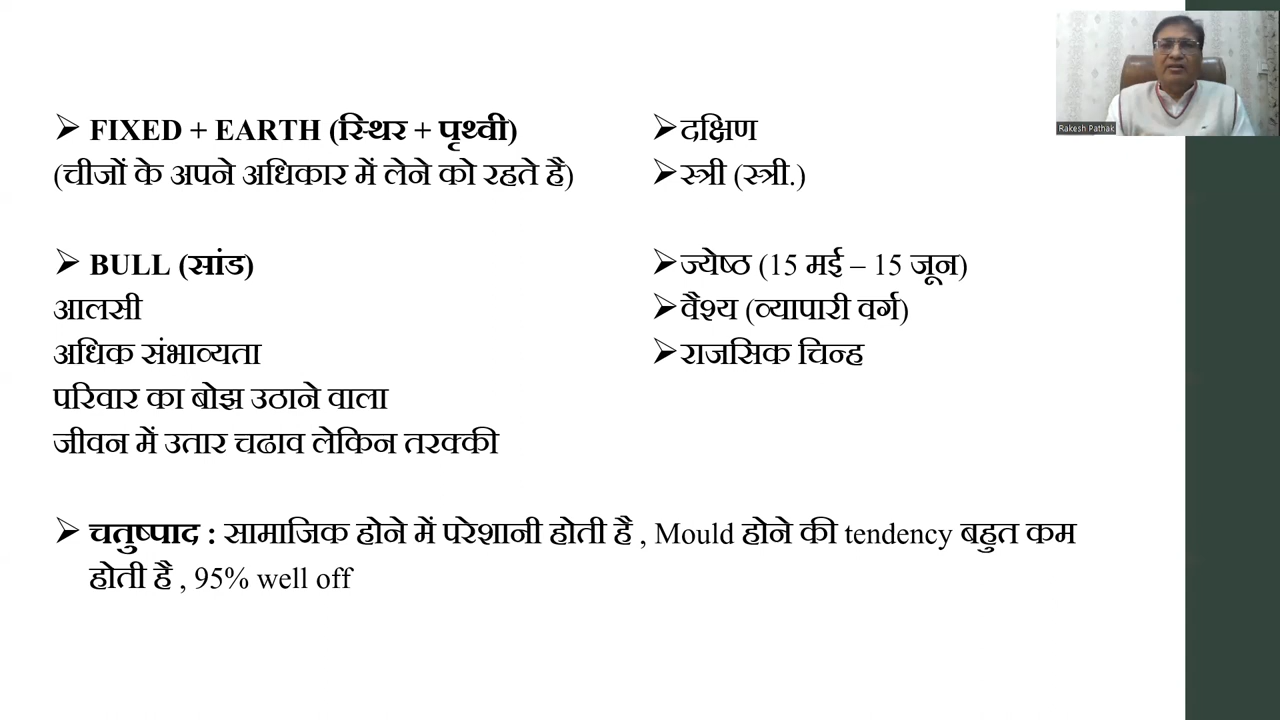 ➢ FIXED + EARTH (स्थिर + पृथ्वी)
(चीजों के अपने अधिकार में लेने को रहते है)
➢ BULL (सांड)
आलसी
अधिक संभाव्यता
परिवार का बोझ उठाने वाला
जीवन में उतार चढाव लेकिन तरक्की
➢ दक्षिण
➢ स्त्री (स्त्री.)
➢ ज्येष्ठ (15 मई – 15 जून)
➢ वैश्य (व्यापारी वर्ग)
➢ राजसिक चिन्ह
➢ चतुष्पाद : सामाजिक होने में परेशानी होती है , Mould होने की tendency बहुत कम
होती है , 95% well off
Rakesh Pathak